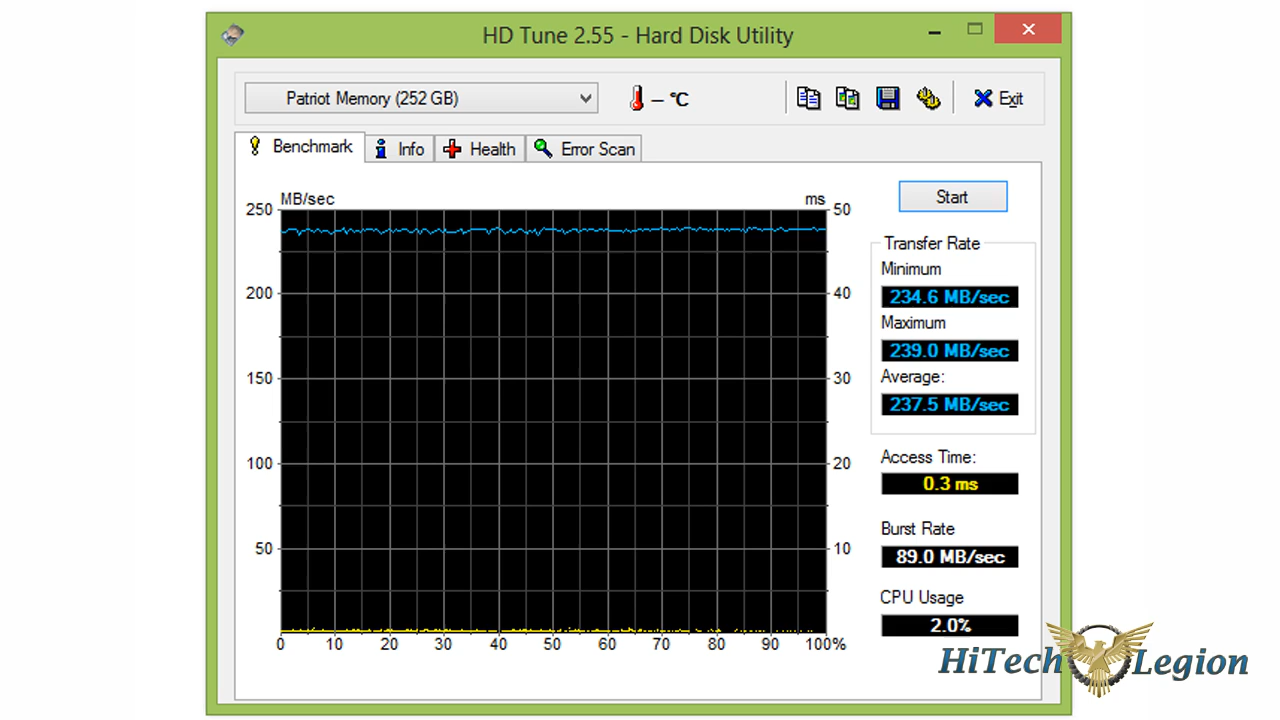 HD Tune 2.55 - Hard Disk Utility
Patriot Memory (252 GB)
– °C
Exit
Benchmark
Info
Health
Error Scan
MB/sec
ms
250
200
150
100
50
50
40
30
20
10
0 10 20 30 40 50 60 70 80 90 100%
Start
Transfer Rate
Minimum
234.6 MB/sec
Maximum
239.0 MB/sec
Average:
237.5 MB/sec
Access Time:
0.3 ms
Burst Rate
89.0 MB/sec
CPU Usage
2.0%
HiTech Legion